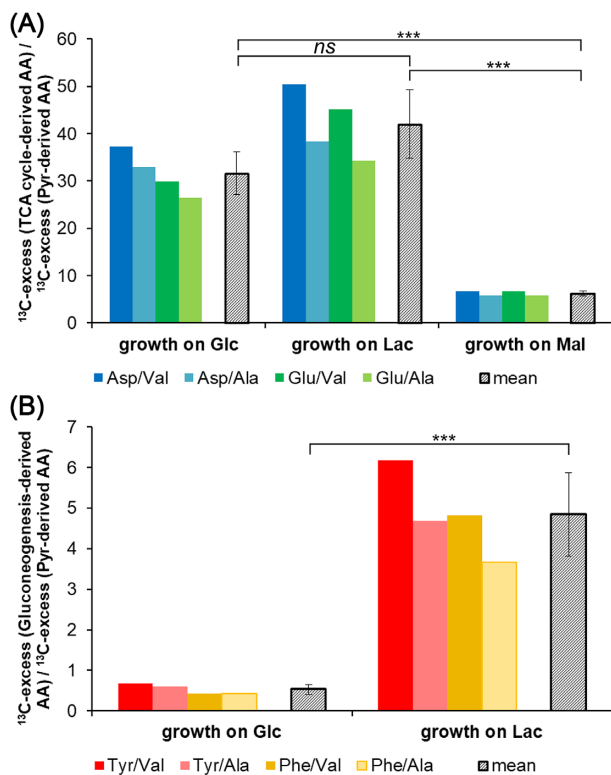 (A)
¹³C-excess (TCA cycle-derived AA) /
¹³C-excess (Pyr-derived AA)
60
50
40
30
20
10
0
***
ns
***
growth on Glc growth on Lac growth on Mal
Asp/Val Asp/Ala Glu/Val Glu/Ala mean
(B)
¹³C-excess (Gluconeogenesis-derived
AA) / ¹³C-excess (Pyr-derived AA)
7
6
5
4
3
2
1
0
***
growth on Glc growth on Lac
Tyr/Val Tyr/Ala Phe/Val Phe/Ala mean